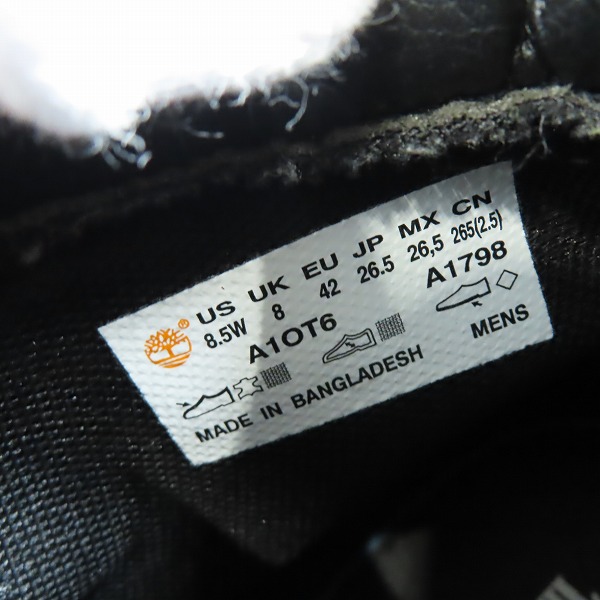 US UK EU JP MX CN
8.5W 8 42 26.5 26,5 265(2.5)
A1OT6 A1798
MADE IN BANGLADESH MENS